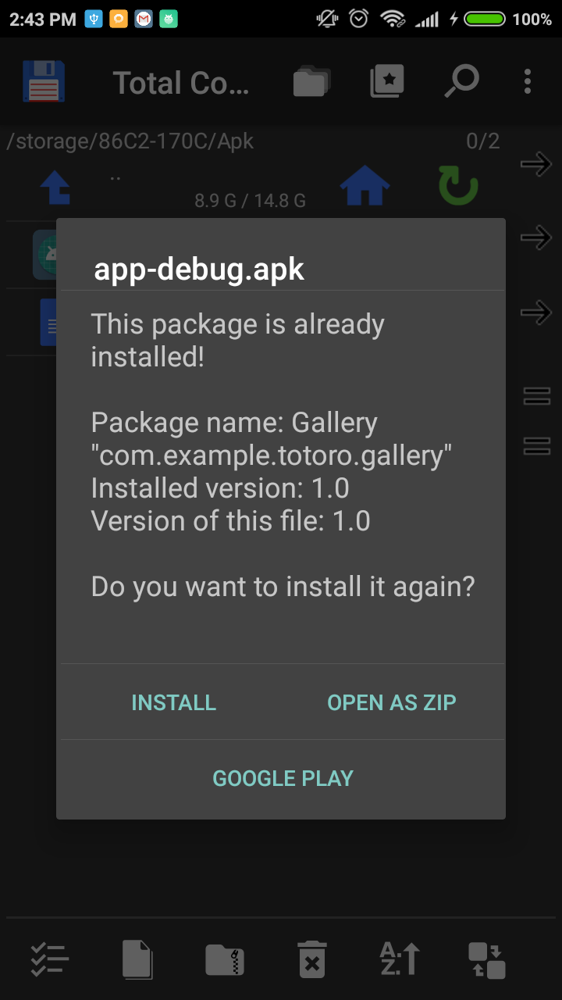 2:43 PM
100%
Total Co...
/storage/86C2-170C/Apk
0/2
..
8.9 G / 14.8 G
app-debug.apk
This package is already
installed!
Package name: Gallery
"com.example.totoro.gallery"
Installed version: 1.0
Version of this file: 1.0
Do you want to install it again?
INSTALL
OPEN AS ZIP
GOOGLE PLAY
A.
Z.